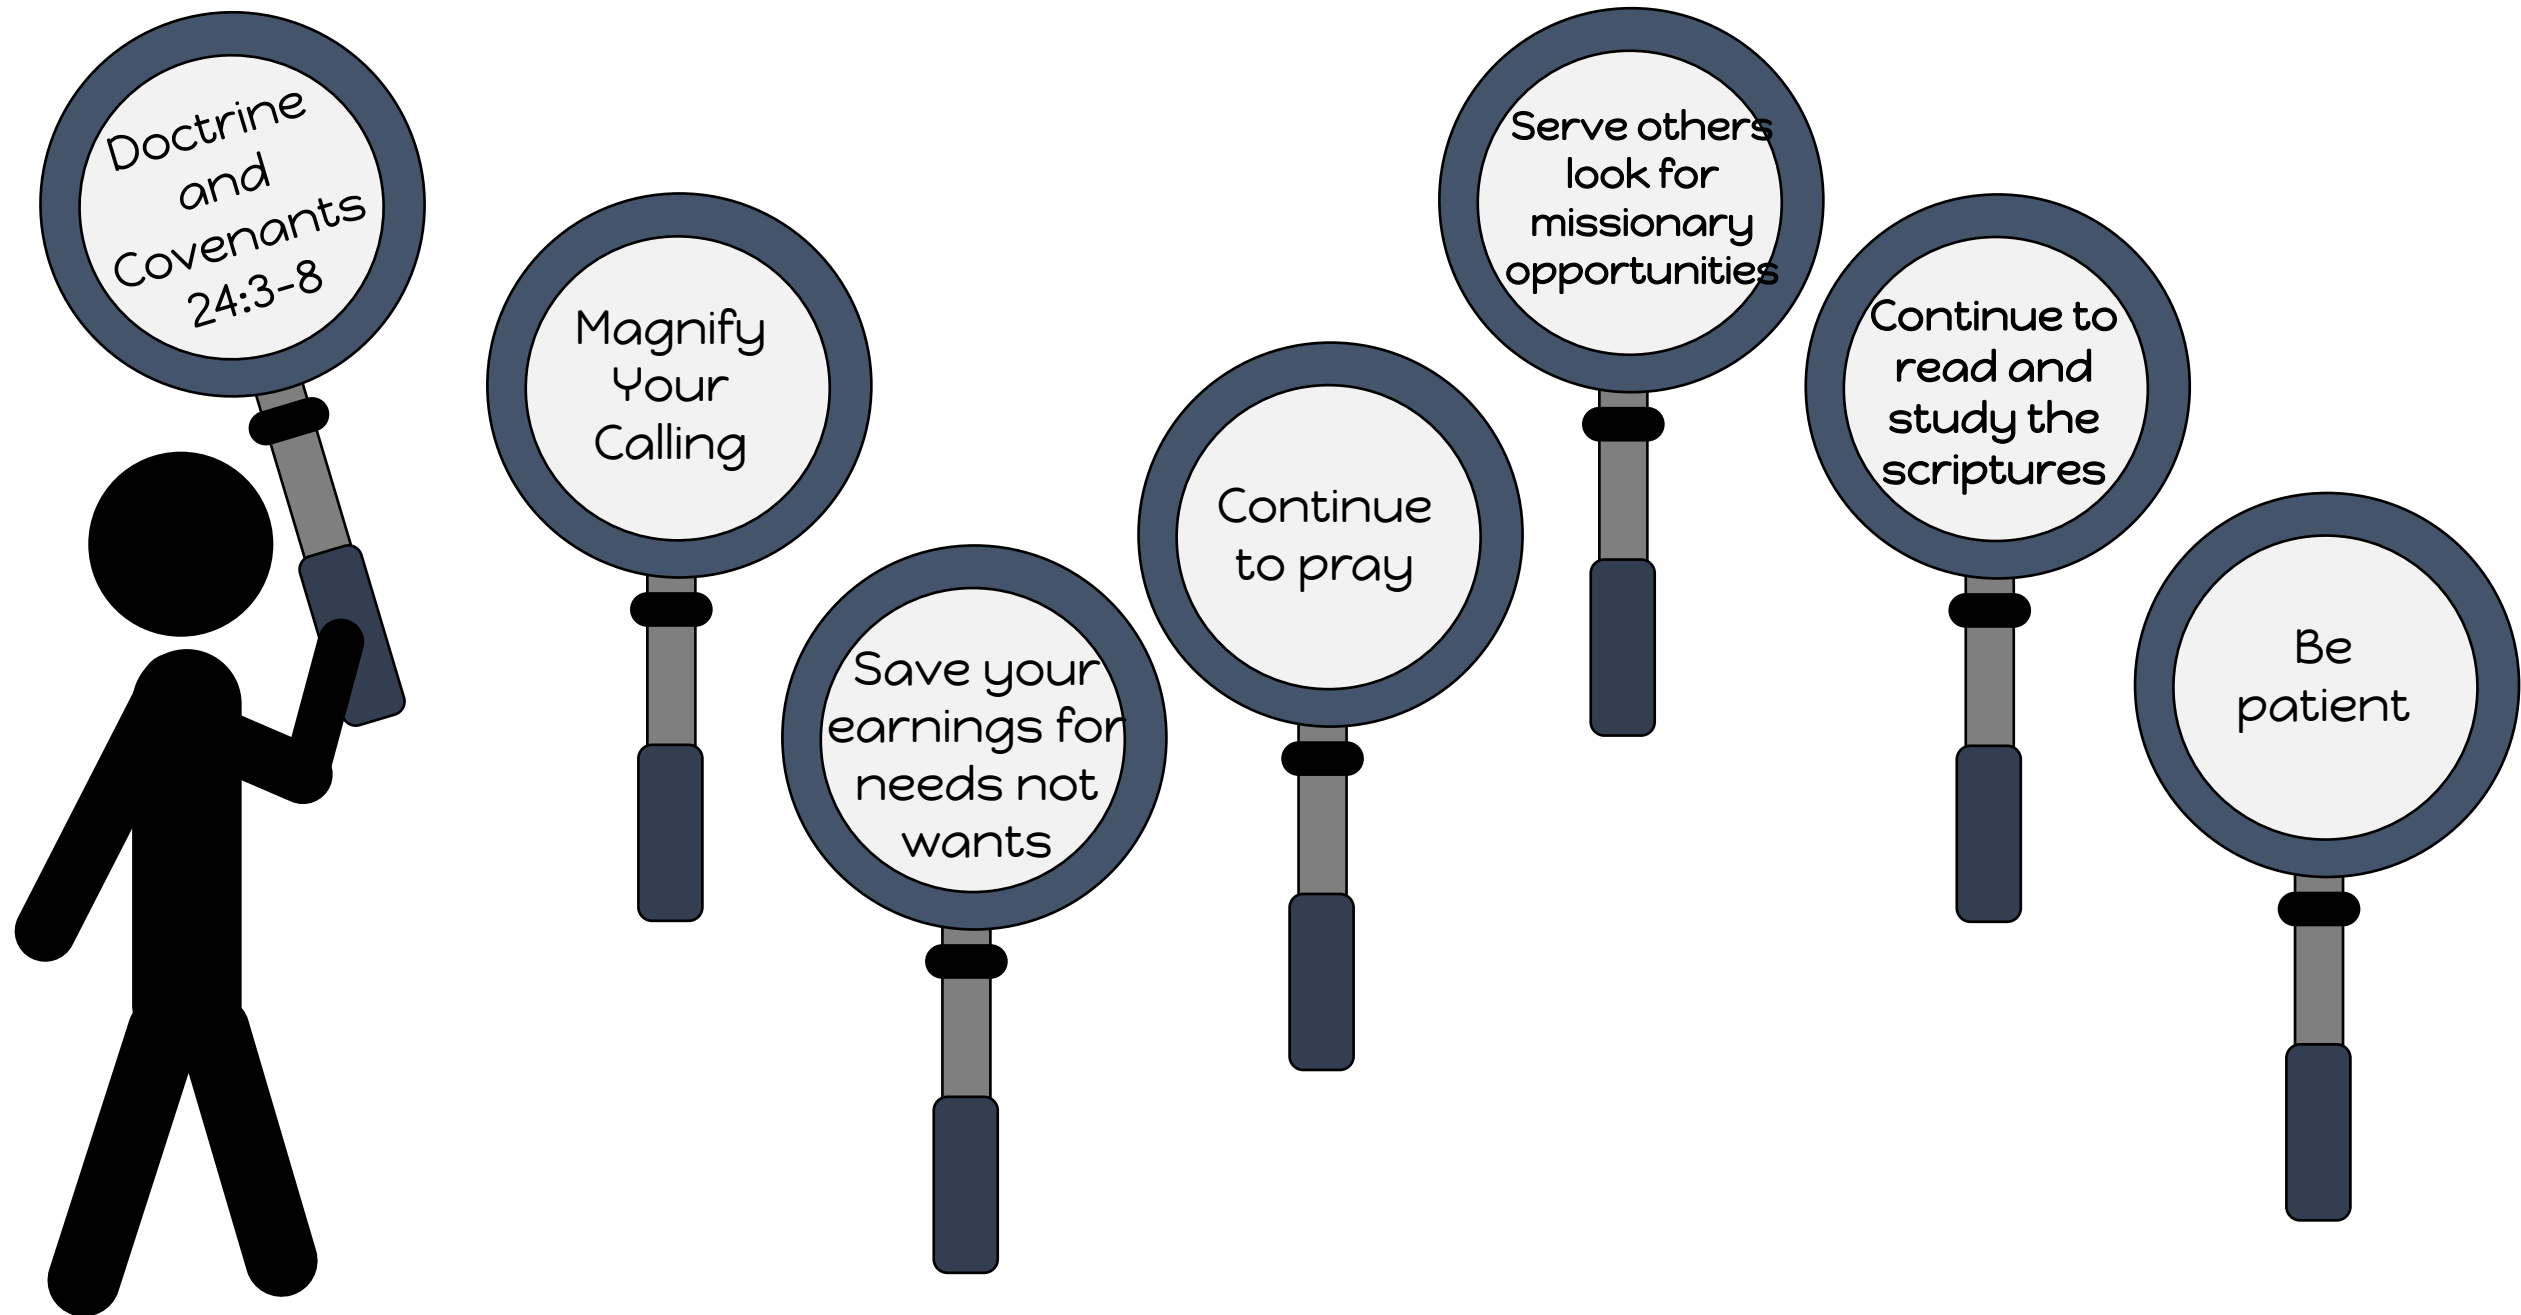 Doctrine
and
Covenants
24:3-8
Magnify
Your
Calling
Save your
earnings for
needs not
wants
Continue
to pray
Serve others
look for
missionary
opportunities
Continue to
read and
study the
scriptures
Be
patient